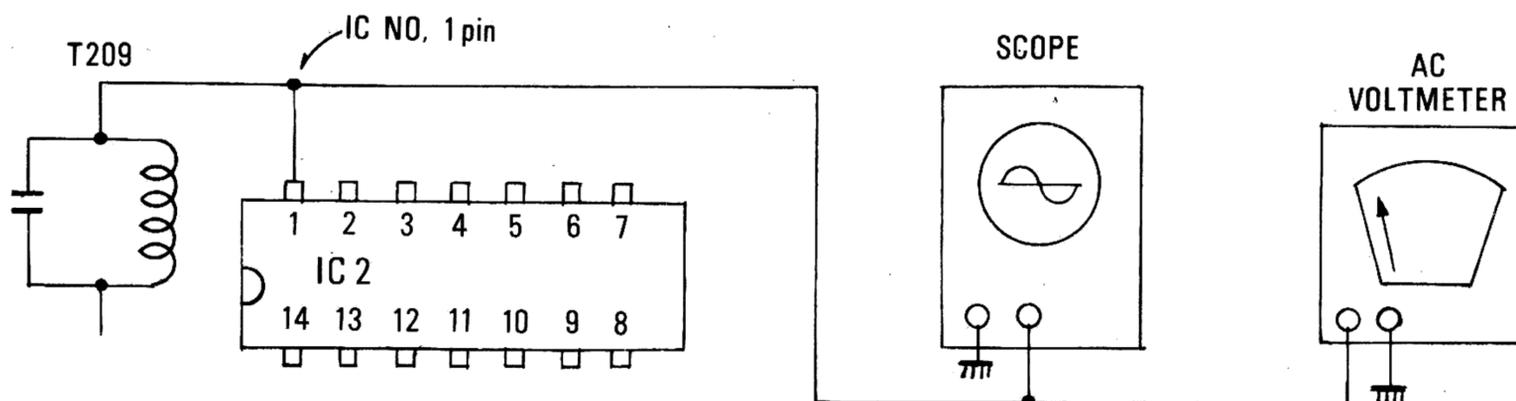 IC NO, 1 pin
T209
SCOPE
AC
VOLTMETER
1 2 3 4 5 6 7
IC 2
14 13 12 11 10 9 8